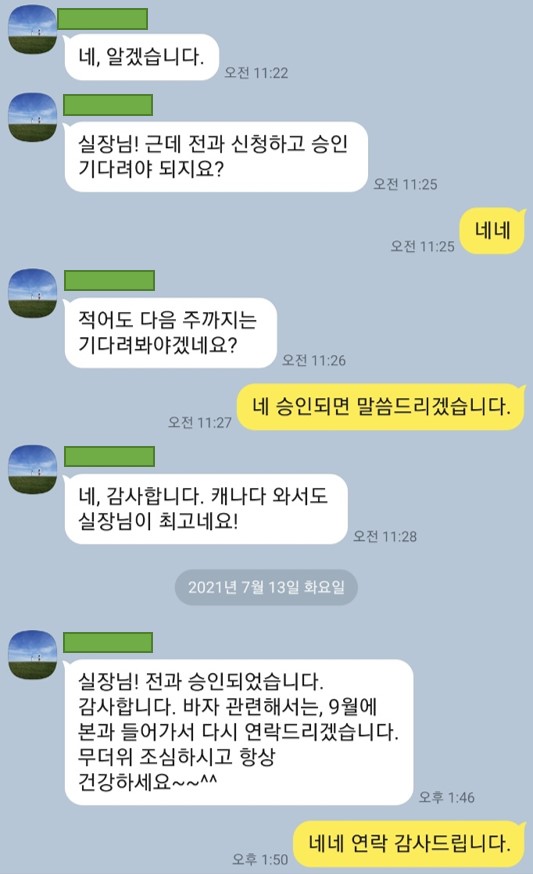 네, 알겠습니다.
오전 11:22
실장님! 근데 전과 신청하고 승인
기다려야 되지요?
오전 11:25
네네
오전 11:25
적어도 다음 주까지는
기다려봐야겠네요?
오전 11:26
네 승인되면 말씀드리겠습니다.
오전 11:27
네, 감사합니다. 캐나다 와서도
실장님이 최고네요!
오전 11:28
2021년 7월 13일 화요일
실장님! 전과 승인되었습니다.
감사합니다. 바자 관련해서는, 9월에
본과 들어가서 다시 연락드리겠습니다.
무더위 조심하시고 항상
건강하세요~~^^
오후 1:46
네네 연락 감사드립니다.
오후 1:50